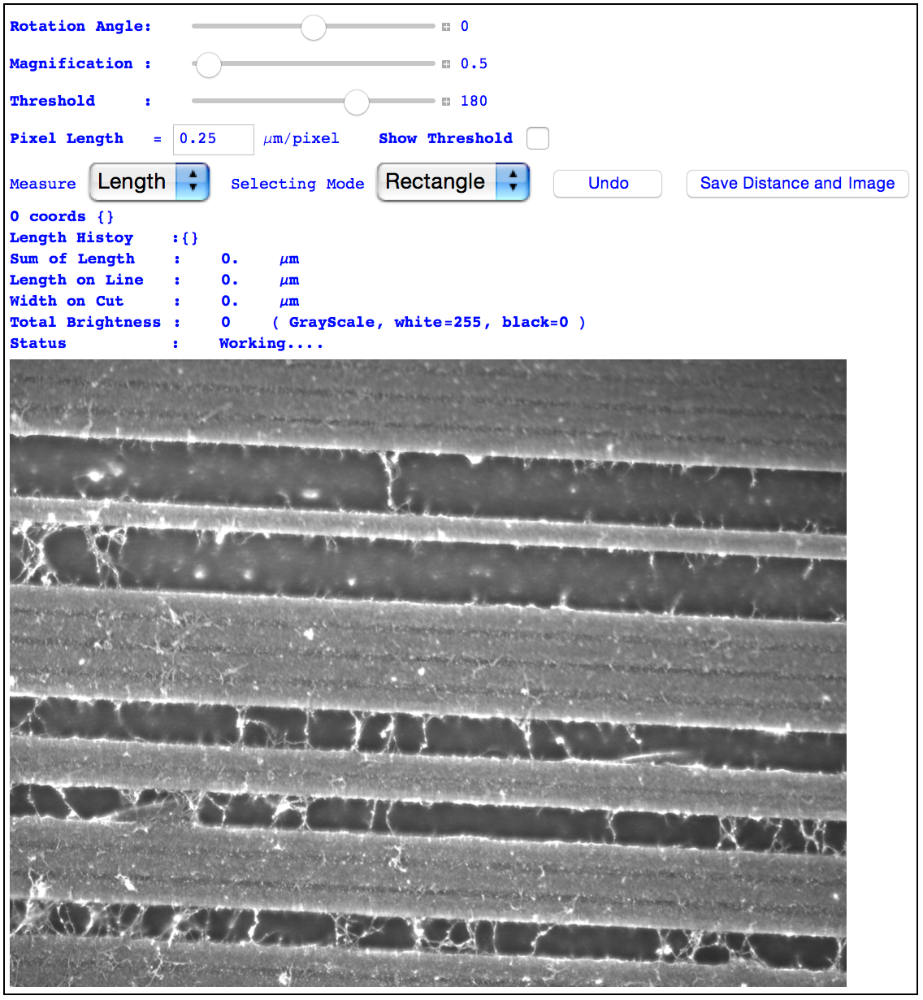 Rotation Angle: 0
Magnification : 0.5
Threshold : 180
Pixel Length = 0.25 μm/pixel Show Threshold
Measure Length Selecting Mode Rectangle Undo Save Distance and Image
0 coords {}
Length Histoy :{}
Sum of Length : 0. μm
Length on Line : 0. μm
Width on Cut : 0. μm
Total Brightness : 0 ( GrayScale, white=255, black=0 )
Status : Working....